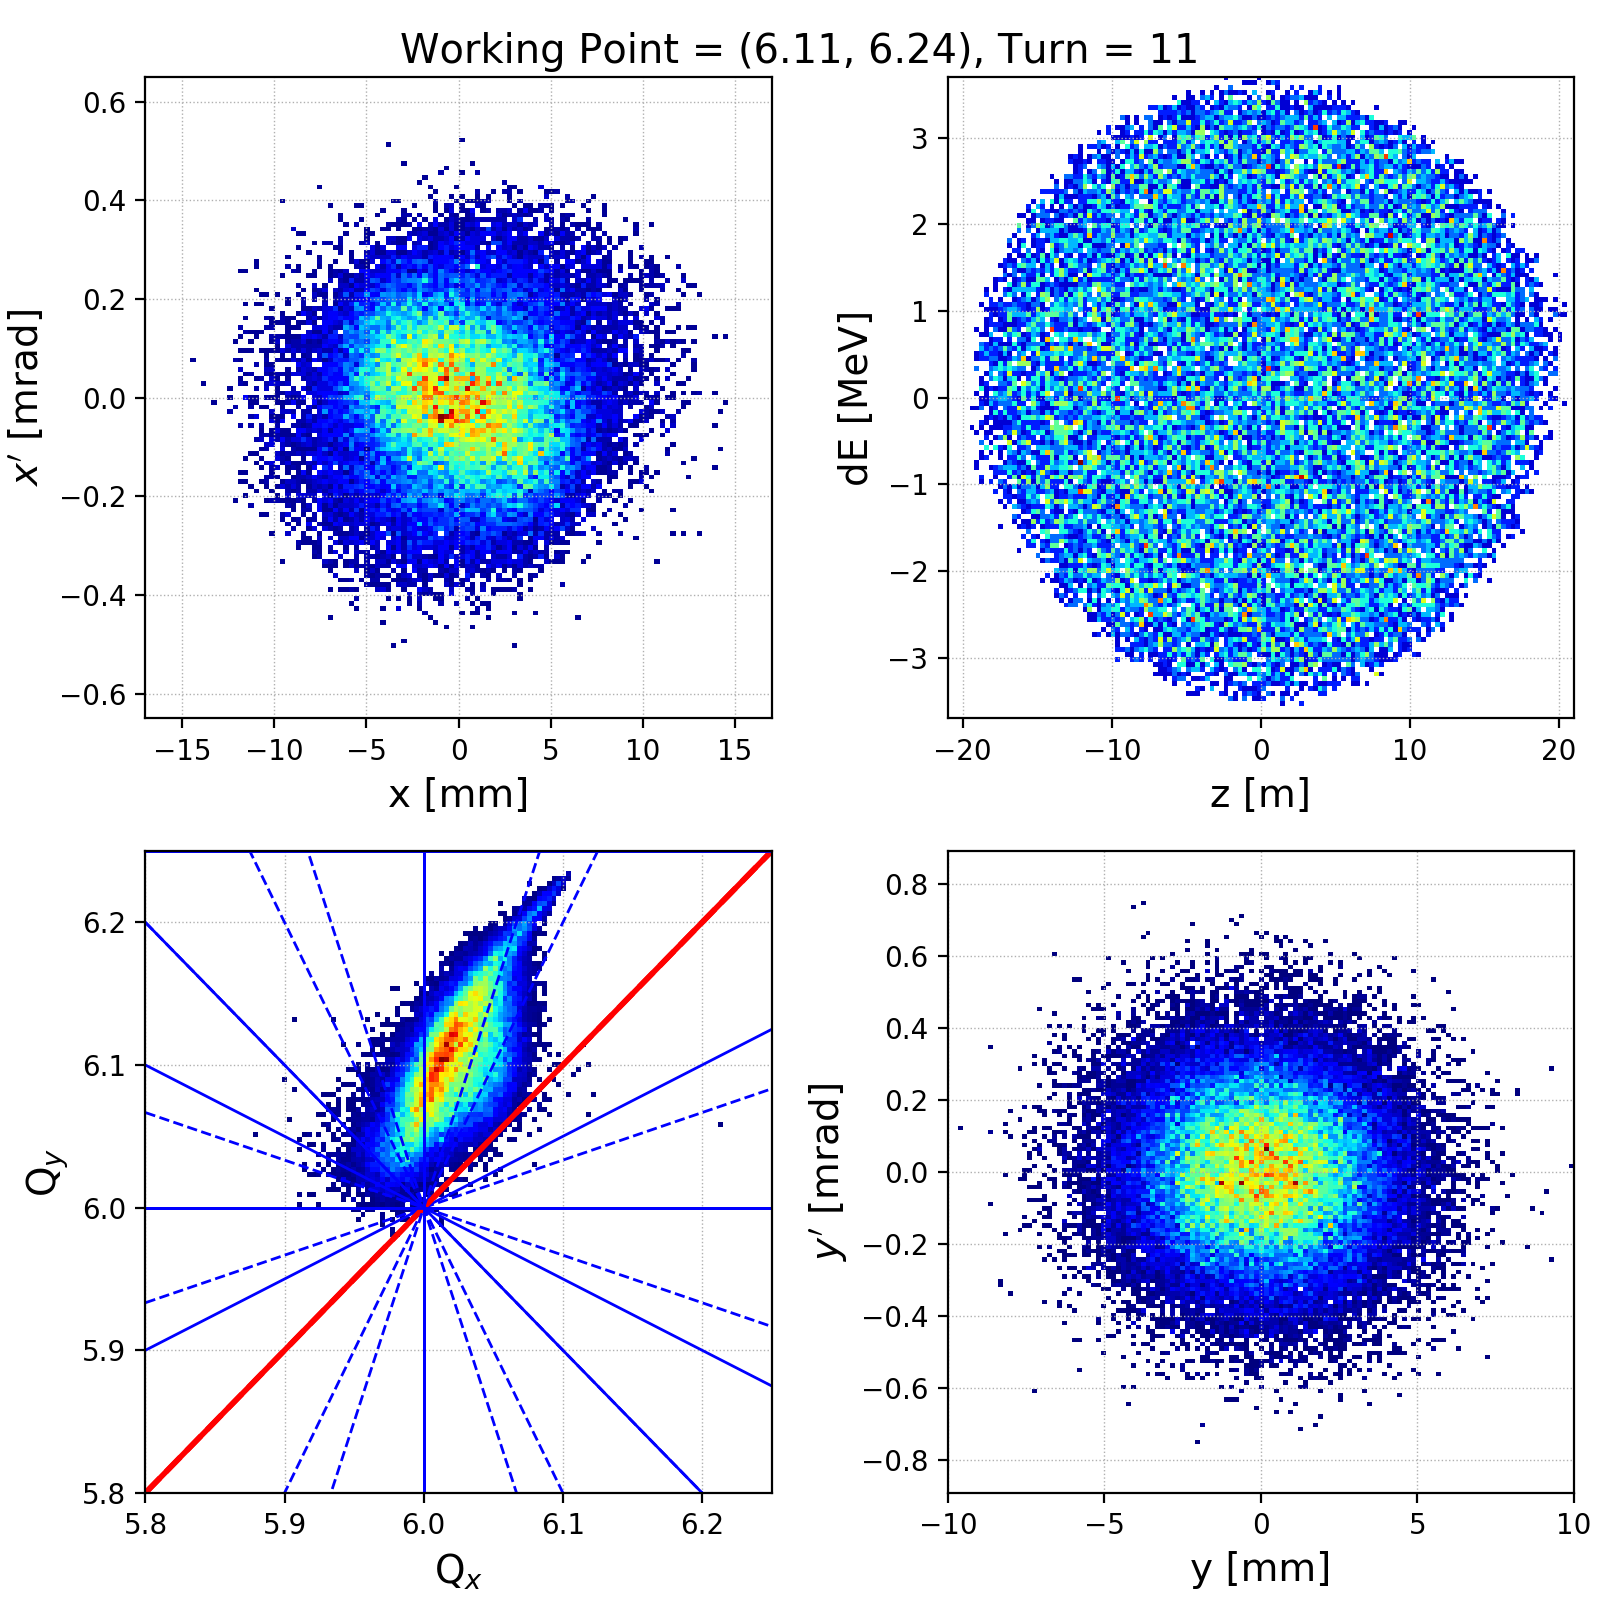 Working Point = (6.11, 6.24), Turn = 11
0.6
0.4
0.2
0.0
−0.2
−0.4
−0.6
x′ [mrad]
−15 −10 −5 0 5 10 15
x [mm]
3
2
1
0
−1
−2
−3
dE [MeV]
−20 −10 0 10 20
z [m]
6.2
6.1
6.0
5.9
5.8
Q_y
5.8 5.9 6.0 6.1 6.2
Q_x
0.8
0.6
0.4
0.2
0.0
−0.2
−0.4
−0.6
−0.8
y′ [mrad]
−10 −5 0 5 10
y [mm]